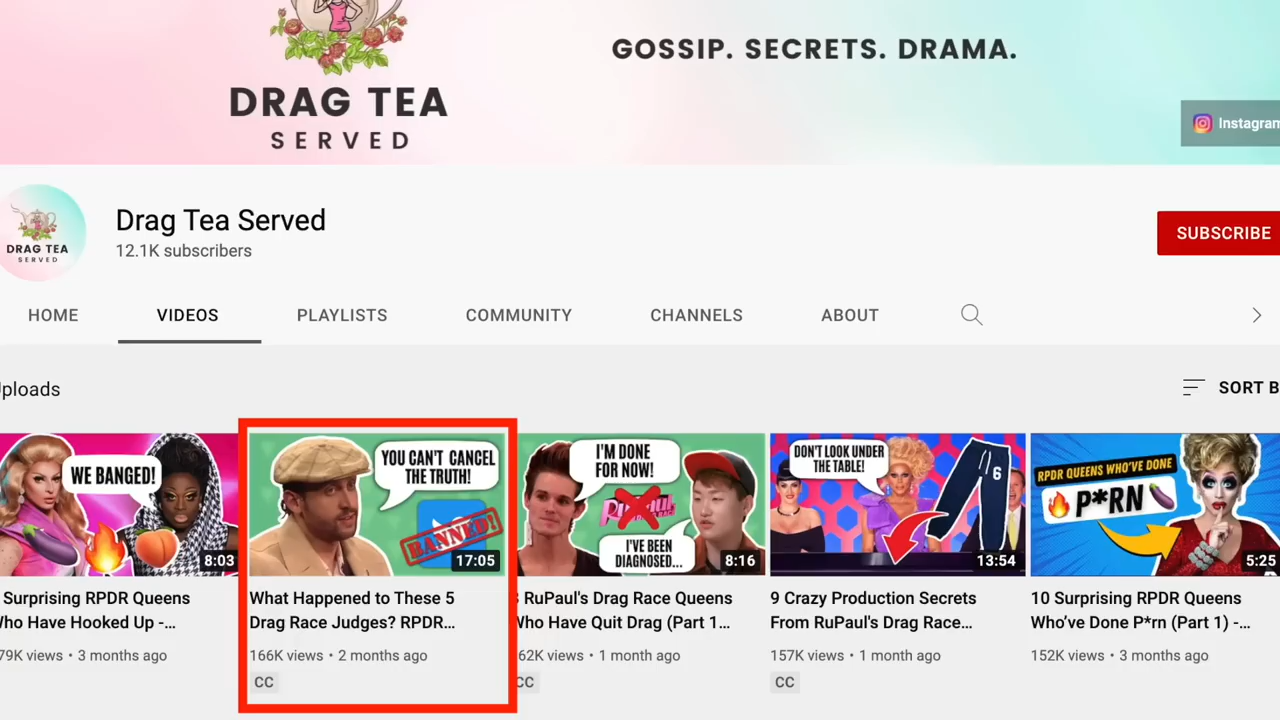 GOSSIP. SECRETS. DRAMA.
DRAG TEA
SERVED
Instagram
DRAG TEA
SERVED
Drag Tea Served
12.1K subscribers
SUBSCRIBE
HOME VIDEOS PLAYLISTS COMMUNITY CHANNELS ABOUT
ploads
SORT B
WE BANGED!
8:03
YOU CAN'T CANCEL
THE TRUTH!
BANNED!
17:05
I'M DONE
FOR NOW!
I'VE BEEN
DIAGNOSED...
8:16
DON'T LOOK UNDER
THE TABLE!
6
13:54
RPDR QUEENS WHO'VE DONE
P*RN
5:25
Surprising RPDR Queens
ho Have Hooked Up -...
79K views • 3 months ago
What Happened to These 5
Drag Race Judges? RPDR...
166K views • 2 months ago
CC
RuPaul's Drag Race Queens
ho Have Quit Drag (Part 1...
62K views • 1 month ago
CC
9 Crazy Production Secrets
From RuPaul's Drag Race...
157K views • 1 month ago
CC
10 Surprising RPDR Queens
Who've Done P*rn (Part 1) -...
152K views • 3 months ago